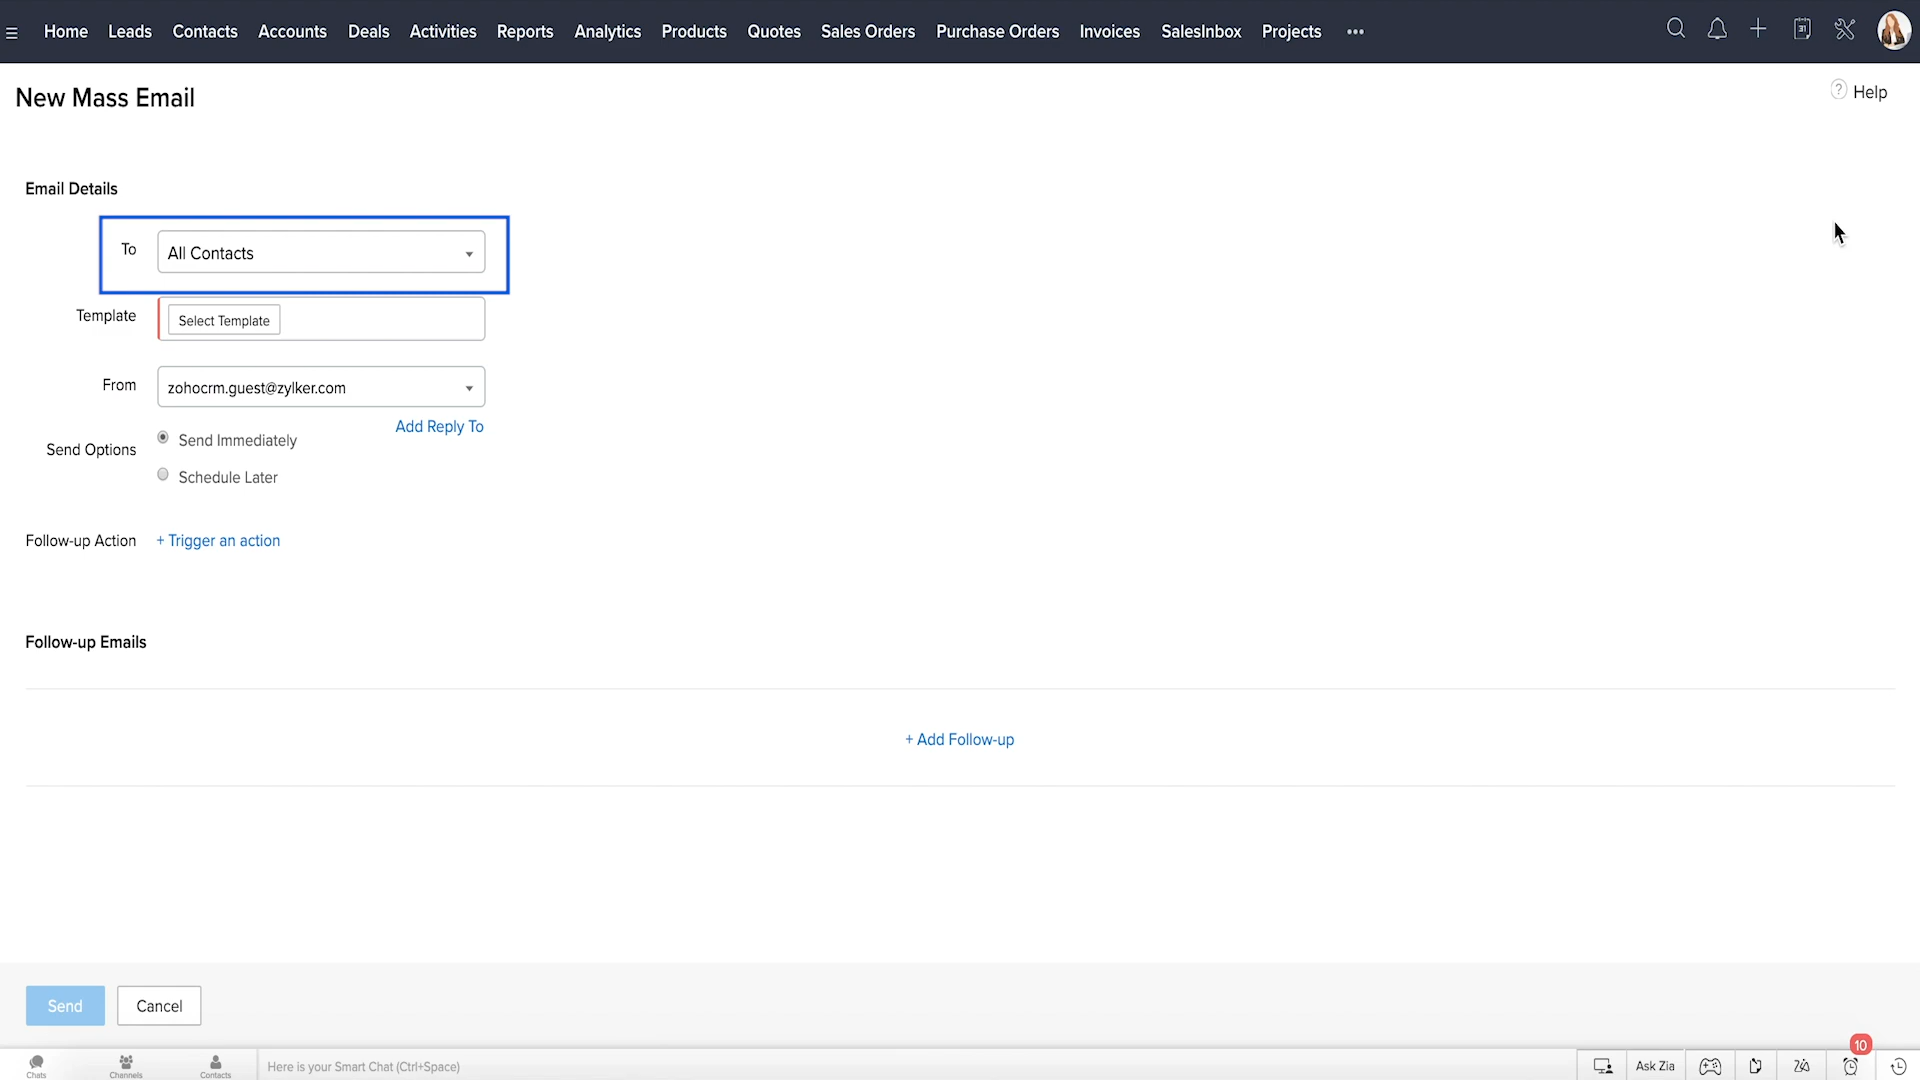 Home Leads Contacts Accounts Deals Activities Reports Analytics Products Quotes Sales Orders Purchase Orders Invoices SalesInbox Projects •••
31
New Mass Email
? Help
Email Details
To All Contacts
Template Select Template
From zohocrm.guest@zylker.com
Add Reply To
Send Options Send Immediately
Schedule Later
Follow-up Action + Trigger an action
Follow-up Emails
+ Add Follow-up
Send Cancel
10
Chats Channels Contacts Here is your Smart Chat (Ctrl+Space) Ask Zia